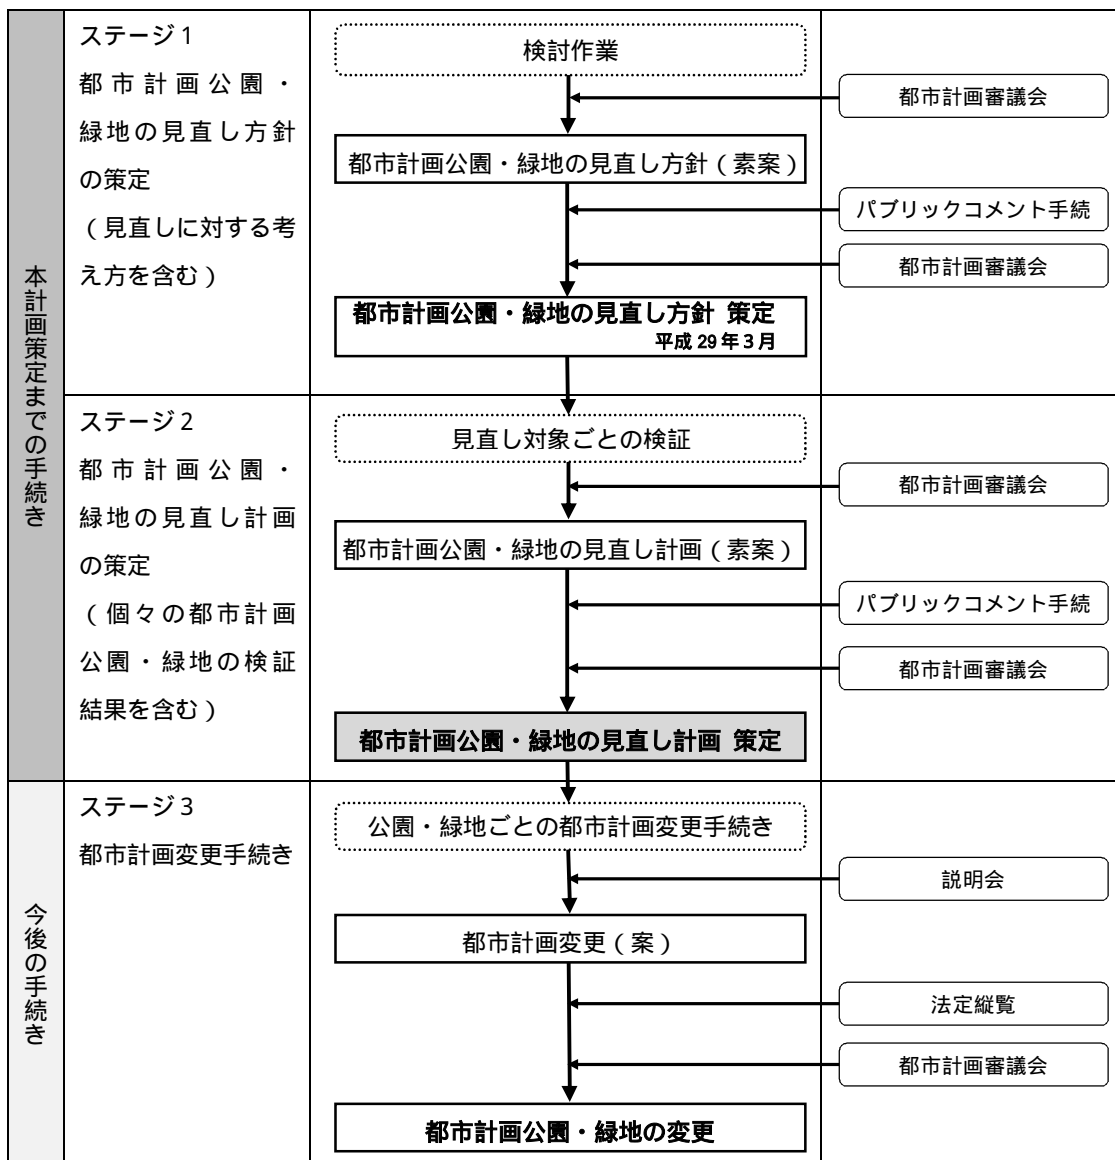 本計画策定までの手続き
ステージ1
都市計画公園・
緑地の見直し方針
の策定
（見直しに対する考
え方を含む）
検討作業
都市計画審議会
都市計画公園・緑地の見直し方針（素案）
パブリックコメント手続
都市計画審議会
都市計画公園・緑地の見直し方針 策定
平成29年3月
ステージ2
都市計画公園・
緑地の見直し計画
の策定
（個々の都市計画
公園・緑地の検証
結果を含む）
見直し対象ごとの検証
都市計画審議会
都市計画公園・緑地の見直し計画（素案）
パブリックコメント手続
都市計画審議会
都市計画公園・緑地の見直し計画 策定
今後の手続き
ステージ3
都市計画変更手続き
公園・緑地ごとの都市計画変更手続き
説明会
都市計画変更（案）
法定縦覧
都市計画審議会
都市計画公園・緑地の変更